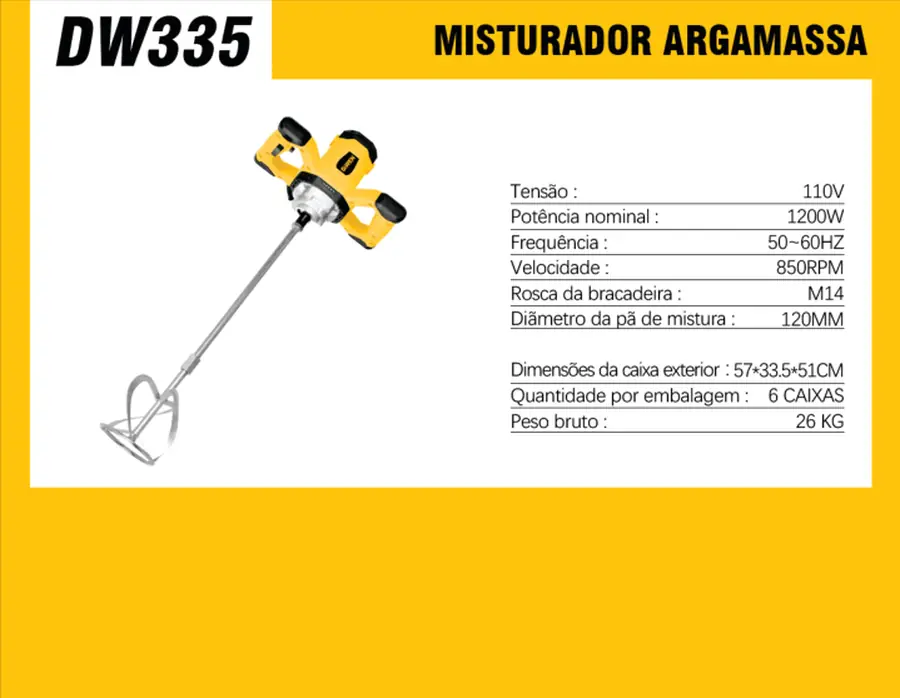 DW335
MISTURADOR ARGAMASSA
Tensão : 110V
Potência nominal : 1200W
Frequência : 50~60HZ
Velocidade : 850RPM
Rosca da bracadeira : M14
Diãmetro da pã de mistura : 120MM
Dimensões da caixa exterior : 57*33.5*51CM
Quantidade por embalagem : 6 CAIXAS
Peso bruto : 26 KG